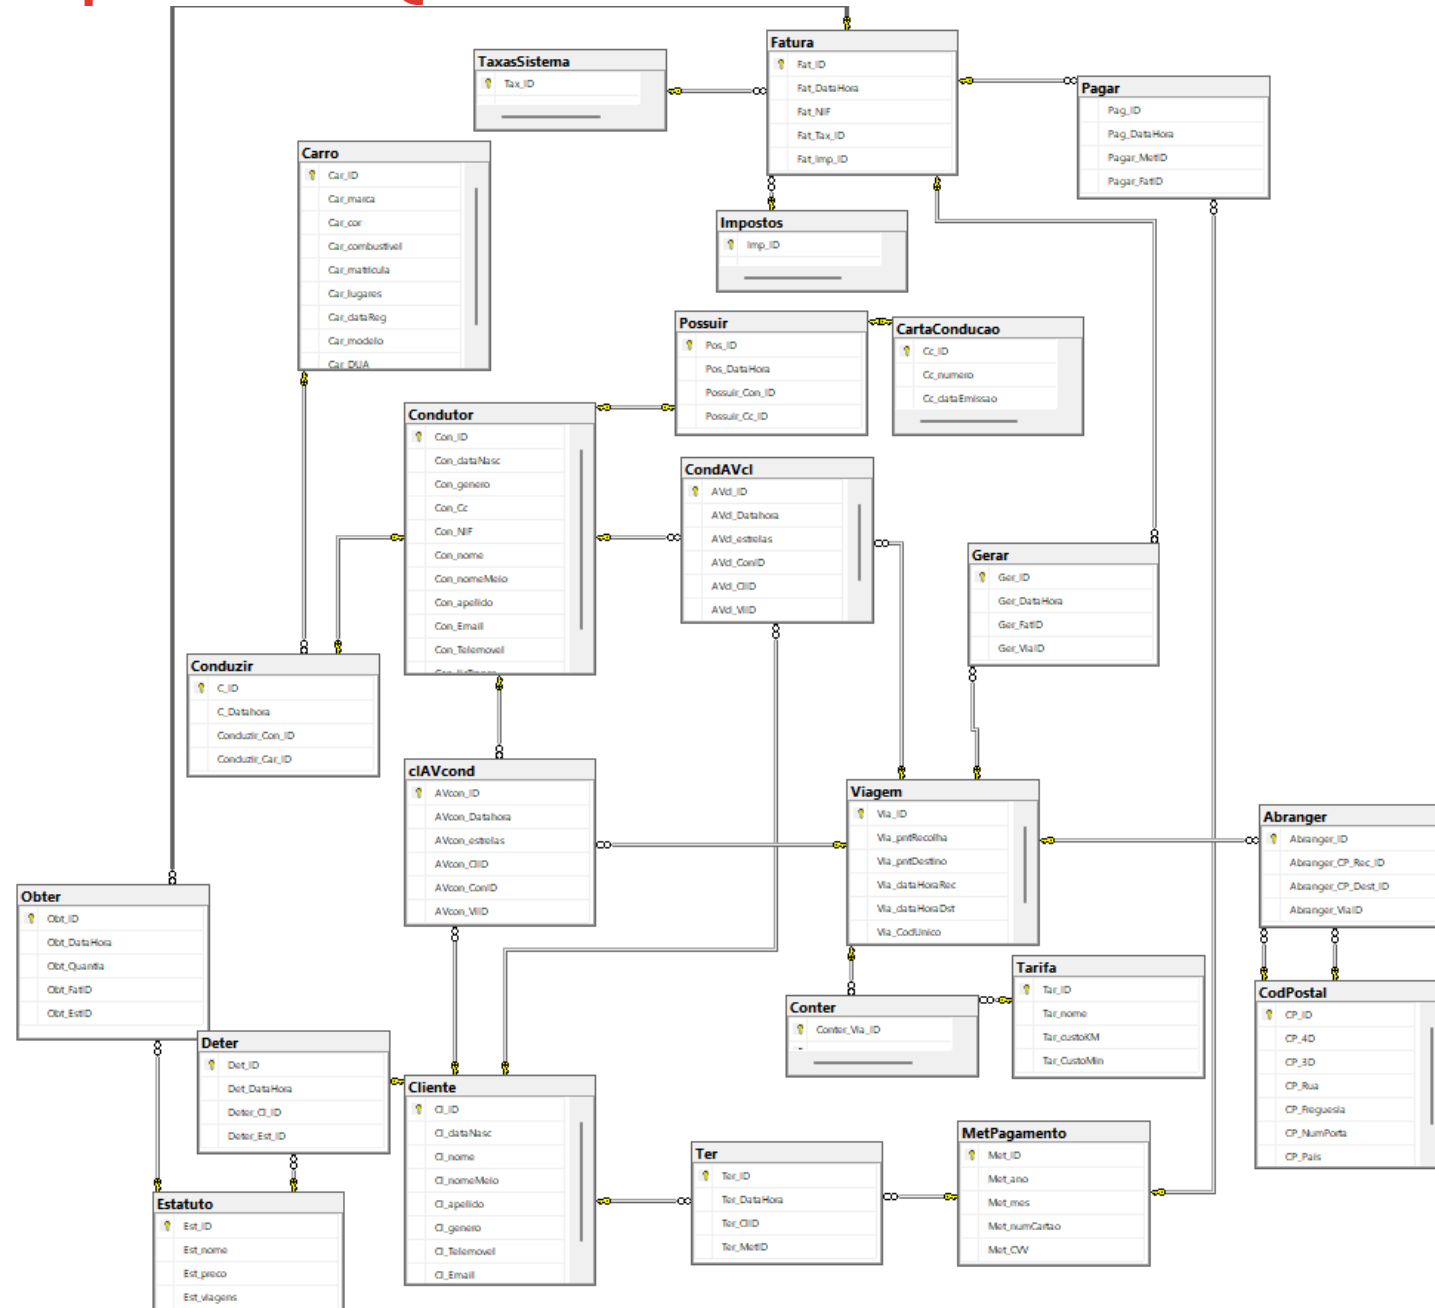 Fatura
Fat_ID
Fat_DataHora
Fat_NIF
Fat_Tax_ID
Fat_Imp_ID
TaxasSistema
Tax_ID
Pagar
Pag_ID
Pag_DataHora
Pagar_MetID
Pagar_FatID
Carro
Car_ID
Car_marca
Car_cor
Car_combustivel
Car_matricula
Car_lugares
Car_dataReg
Car_modelo
Car_DUA
Impostos
Imp_ID
Possuir
Pos_ID
Pos_DataHora
Possuir_Con_ID
Possuir_Cc_ID
CartaConducao
Cc_ID
Cc_numero
Cc_dataEmissao
Condutor
Con_ID
Con_dataNasc
Con_genero
Con_Cc
Con_NIF
Con_nome
Con_nomeMeio
Con_apelido
Con_Email
Con_Telemovel
CondAVcl
AVcl_ID
AVcl_Datahora
AVcl_estrelas
AVcl_ConID
AVcl_ClID
AVcl_ViID
Gerar
Ger_ID
Ger_DataHora
Ger_FatID
Ger_ViaID
Conduzir
C_ID
C_Datahora
Conduzir_Con_ID
Conduzir_Car_ID
clAVcond
AVcon_ID
AVcon_Datahora
AVcon_estrelas
AVcon_ClID
AVcon_ConID
AVcon_ViID
Viagem
Via_ID
Via_pntRecolha
Via_pntDestino
Via_dataHoraRec
Via_dataHoraDst
Via_CodUnico
Abranger
Abranger_ID
Abranger_CP_Rec_ID
Abranger_CP_Dest_ID
Abranger_ViaID
Obter
Obt_ID
Obt_DataHora
Obt_Quantia
Obt_FatID
Obt_EstID
Tarifa
Tar_ID
Tar_nome
Tar_custoKM
Tar_CustoMin
CodPostal
CP_ID
CP_4D
CP_3D
CP_Rua
CP_Freguesia
CP_NumPorta
CP_Pais
Conter
Conter_Via_ID
Deter
Det_ID
Det_DataHora
Deter_Cl_ID
Deter_Est_ID
Cliente
Cl_ID
Cl_dataNasc
Cl_nome
Cl_nomeMeio
Cl_apelido
Cl_genero
Cl_Telemovel
Cl_Email
Ter
Ter_ID
Ter_DataHora
Ter_ClID
Ter_MetID
MetPagamento
Met_ID
Met_ano
Met_mes
Met_numCartao
Met_CVV
Estatuto
Est_ID
Est_nome
Est_preco
Est_viagens